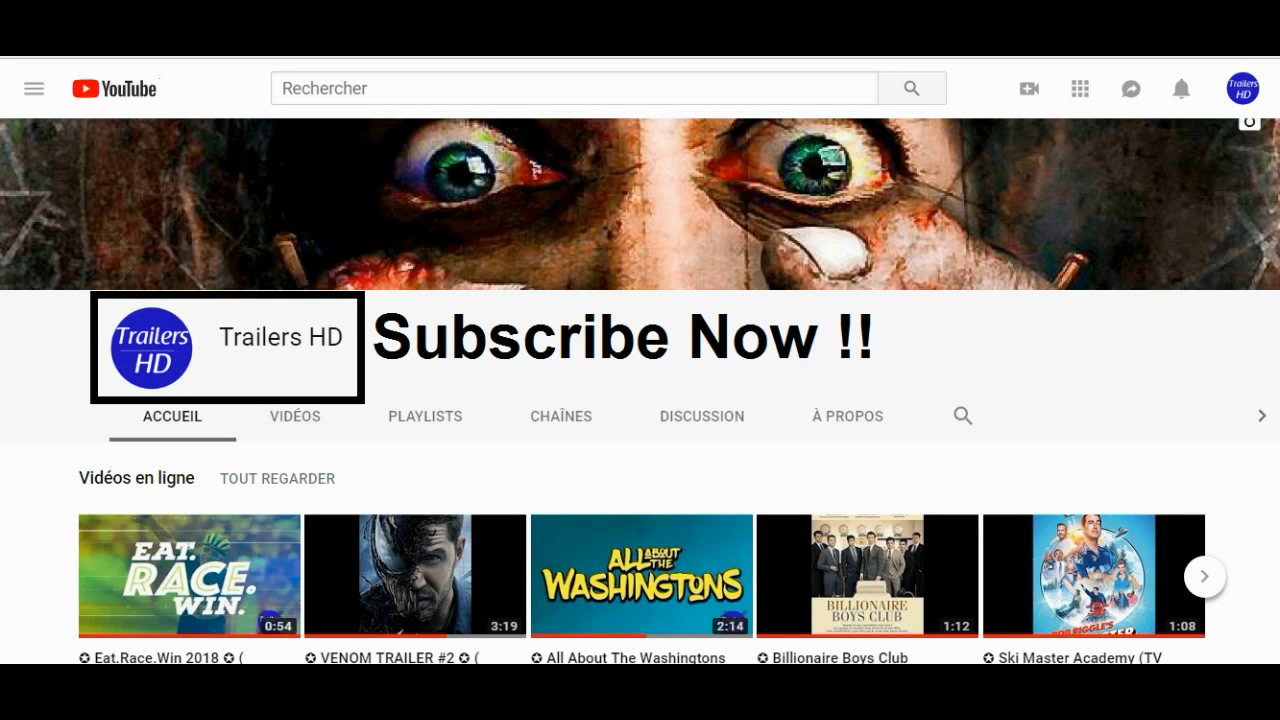 YouTube
Rechercher
Trailers
HD
Trailers
HD
Trailers HD
Subscribe Now !!
ACCUEIL
VIDÉOS
PLAYLISTS
CHAÎNES
DISCUSSION
À PROPOS
Vidéos en ligne
TOUT REGARDER
EAT.
RACE.
WIN.
0:54
3:19
ALL ABOUT THE
WASHINGTONS
2:14
BILLIONAIRE
BOYS CLUB
1:12
1:08
✪ Eat.Race.Win 2018 ✪ (
✪ VENOM TRAILER #2 ✪ (
✪ All About The Washingtons
✪ Billionaire Boys Club
✪ Ski Master Academy (TV